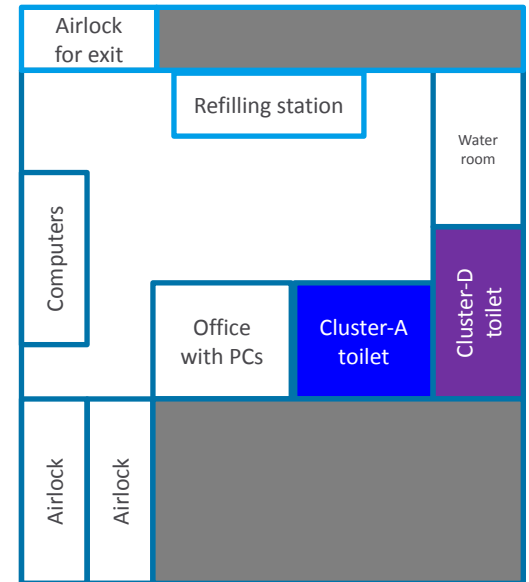 Airlock
for exit
Refilling station
Water
room
Computers
Office
with PCs
Cluster-A
toilet
Cluster-D
toilet
Airlock
Airlock